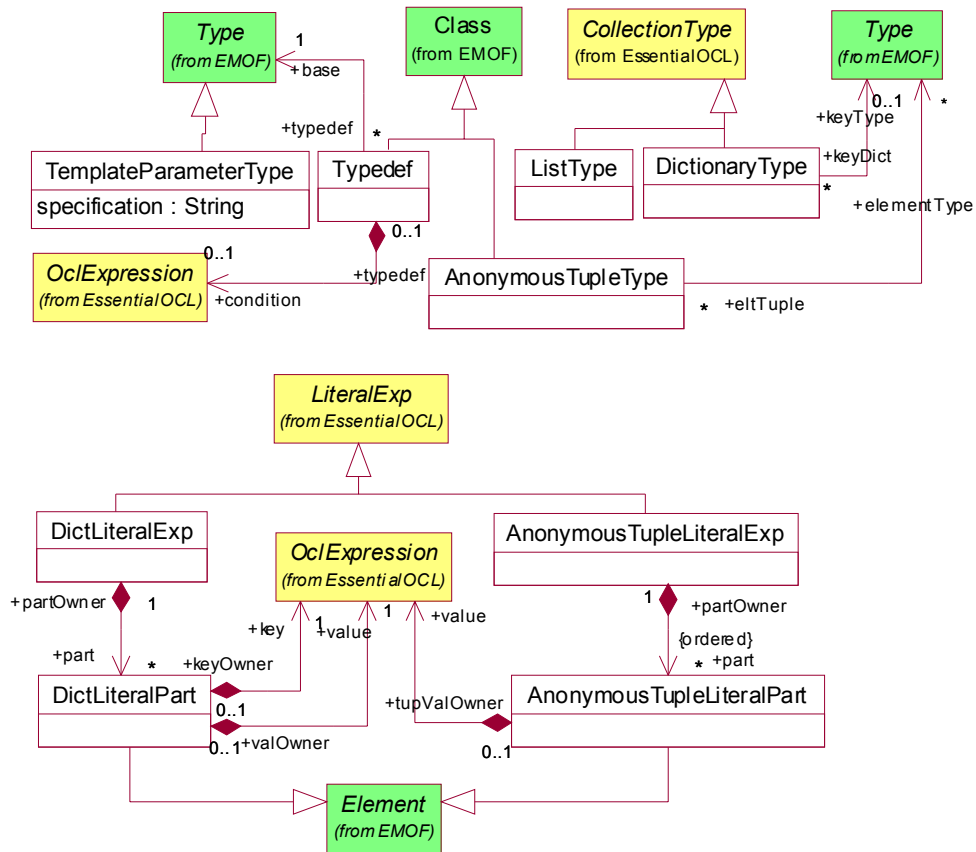 Type
(from EMOF)
1
+base
Class
(from EMOF)
CollectionType
(from EssentialOCL)
Type
(from EMOF)
0..1
*
+keyType
+typedef
*
TemplateParameterType
specification : String
Typedef
ListType
DictionaryType
+keyDict
*
+elementType
0..1
+typedef
OclExpression
(from EssentialOCL)
0..1
+condition
AnonymousTupleType
*
+eltTuple
LiteralExp
(from EssentialOCL)
DictLiteralExp
OclExpression
(from EssentialOCL)
AnonymousTupleLiteralExp
+partOwner
1
+key
1
+value
1
+value
1
+partOwner
{ordered}
+part
*
+keyOwner
*
+part
DictLiteralPart
0..1
0..1
+valOwner
+tupValOwner
AnonymousTupleLiteralPart
0..1
Element
(from EMOF)